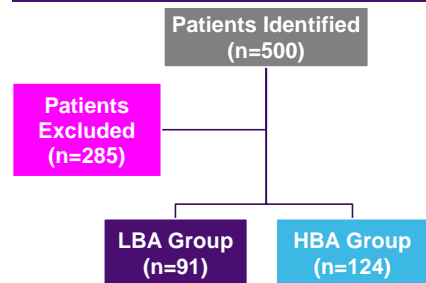 Patients Identified
(n=500)
Patients
Excluded
(n=285)
LBA Group
(n=91)
HBA Group
(n=124)